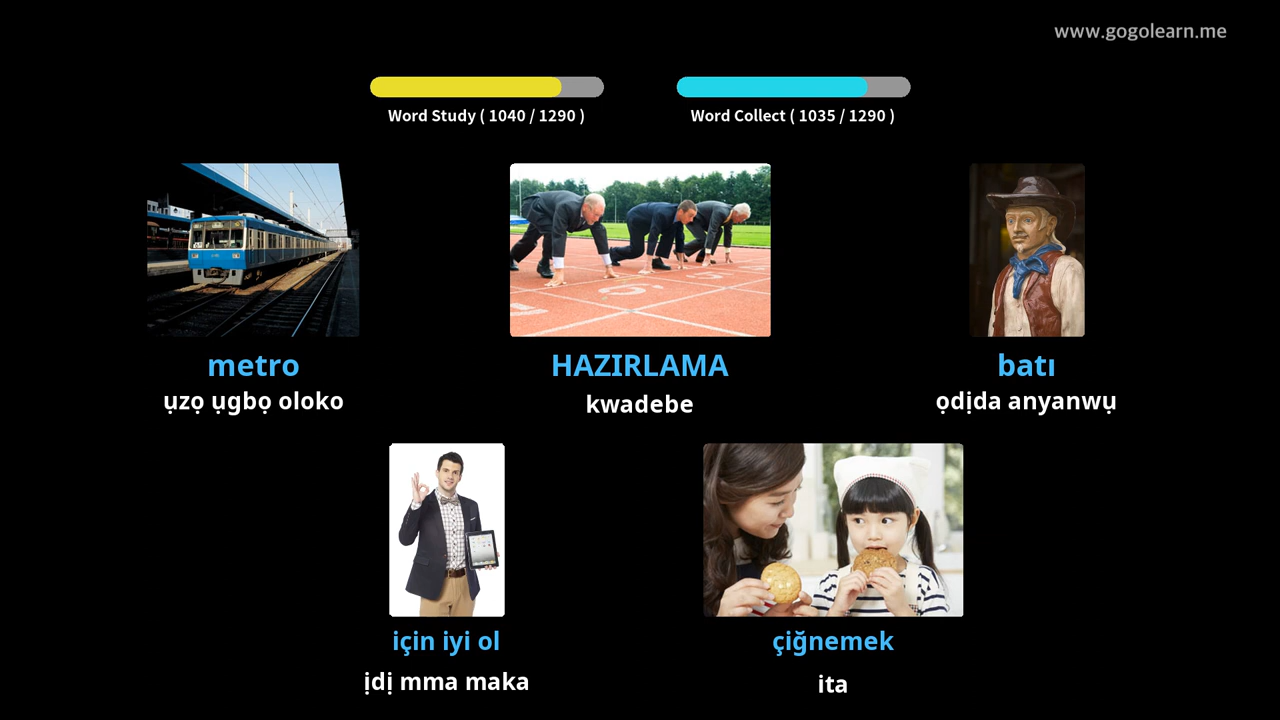 www.gogolearn.me
Word Study ( 1040 / 1290 )
Word Collect ( 1035 / 1290 )
metro
HAZIRLAMA
batı
ụzọ ụgbọ oloko
kwadebe
ọdịda anyanwụ
için iyi ol
çiğnemek
ịdị mma maka
ita